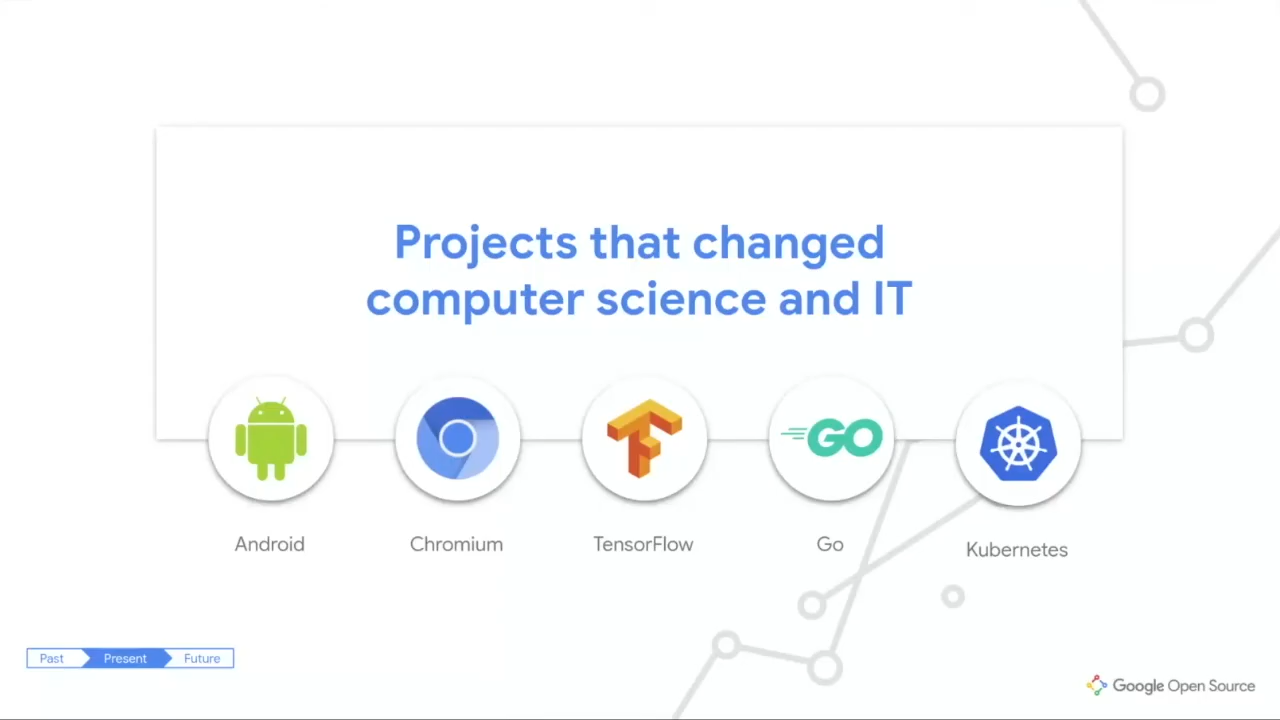 Projects that changed
computer science and IT
GO
Android
Chromium
TensorFlow
Go
Kubernetes
Past
Present
Future
Google Open Source